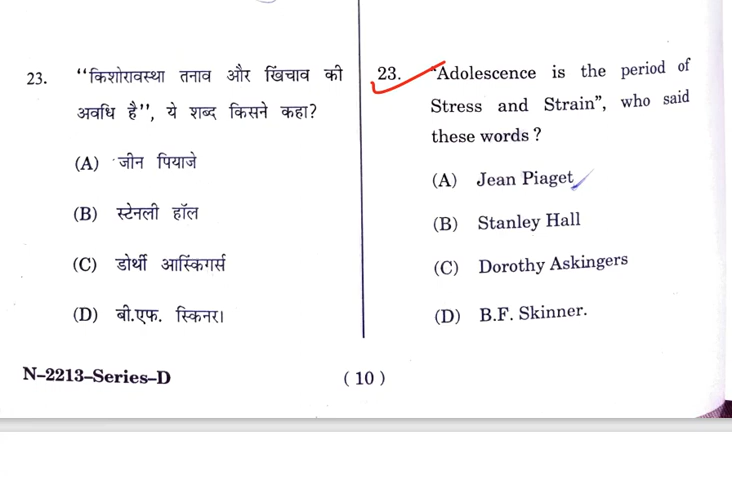 23. “किशोरावस्था तनाव और खिंचाव की
अवधि है”, ये शब्द किसने कहा?
(A) जीन पियाजे
(B) स्टेनली हॉल
(C) डोर्थी आस्किगर्स
(D) बी.एफ. स्किनर।
23. “Adolescence is the period of
Stress and Strain”, who said
these words ?
(A) Jean Piaget
(B) Stanley Hall
(C) Dorothy Askingers
(D) B.F. Skinner.
N–2213–Series–D
( 10 )